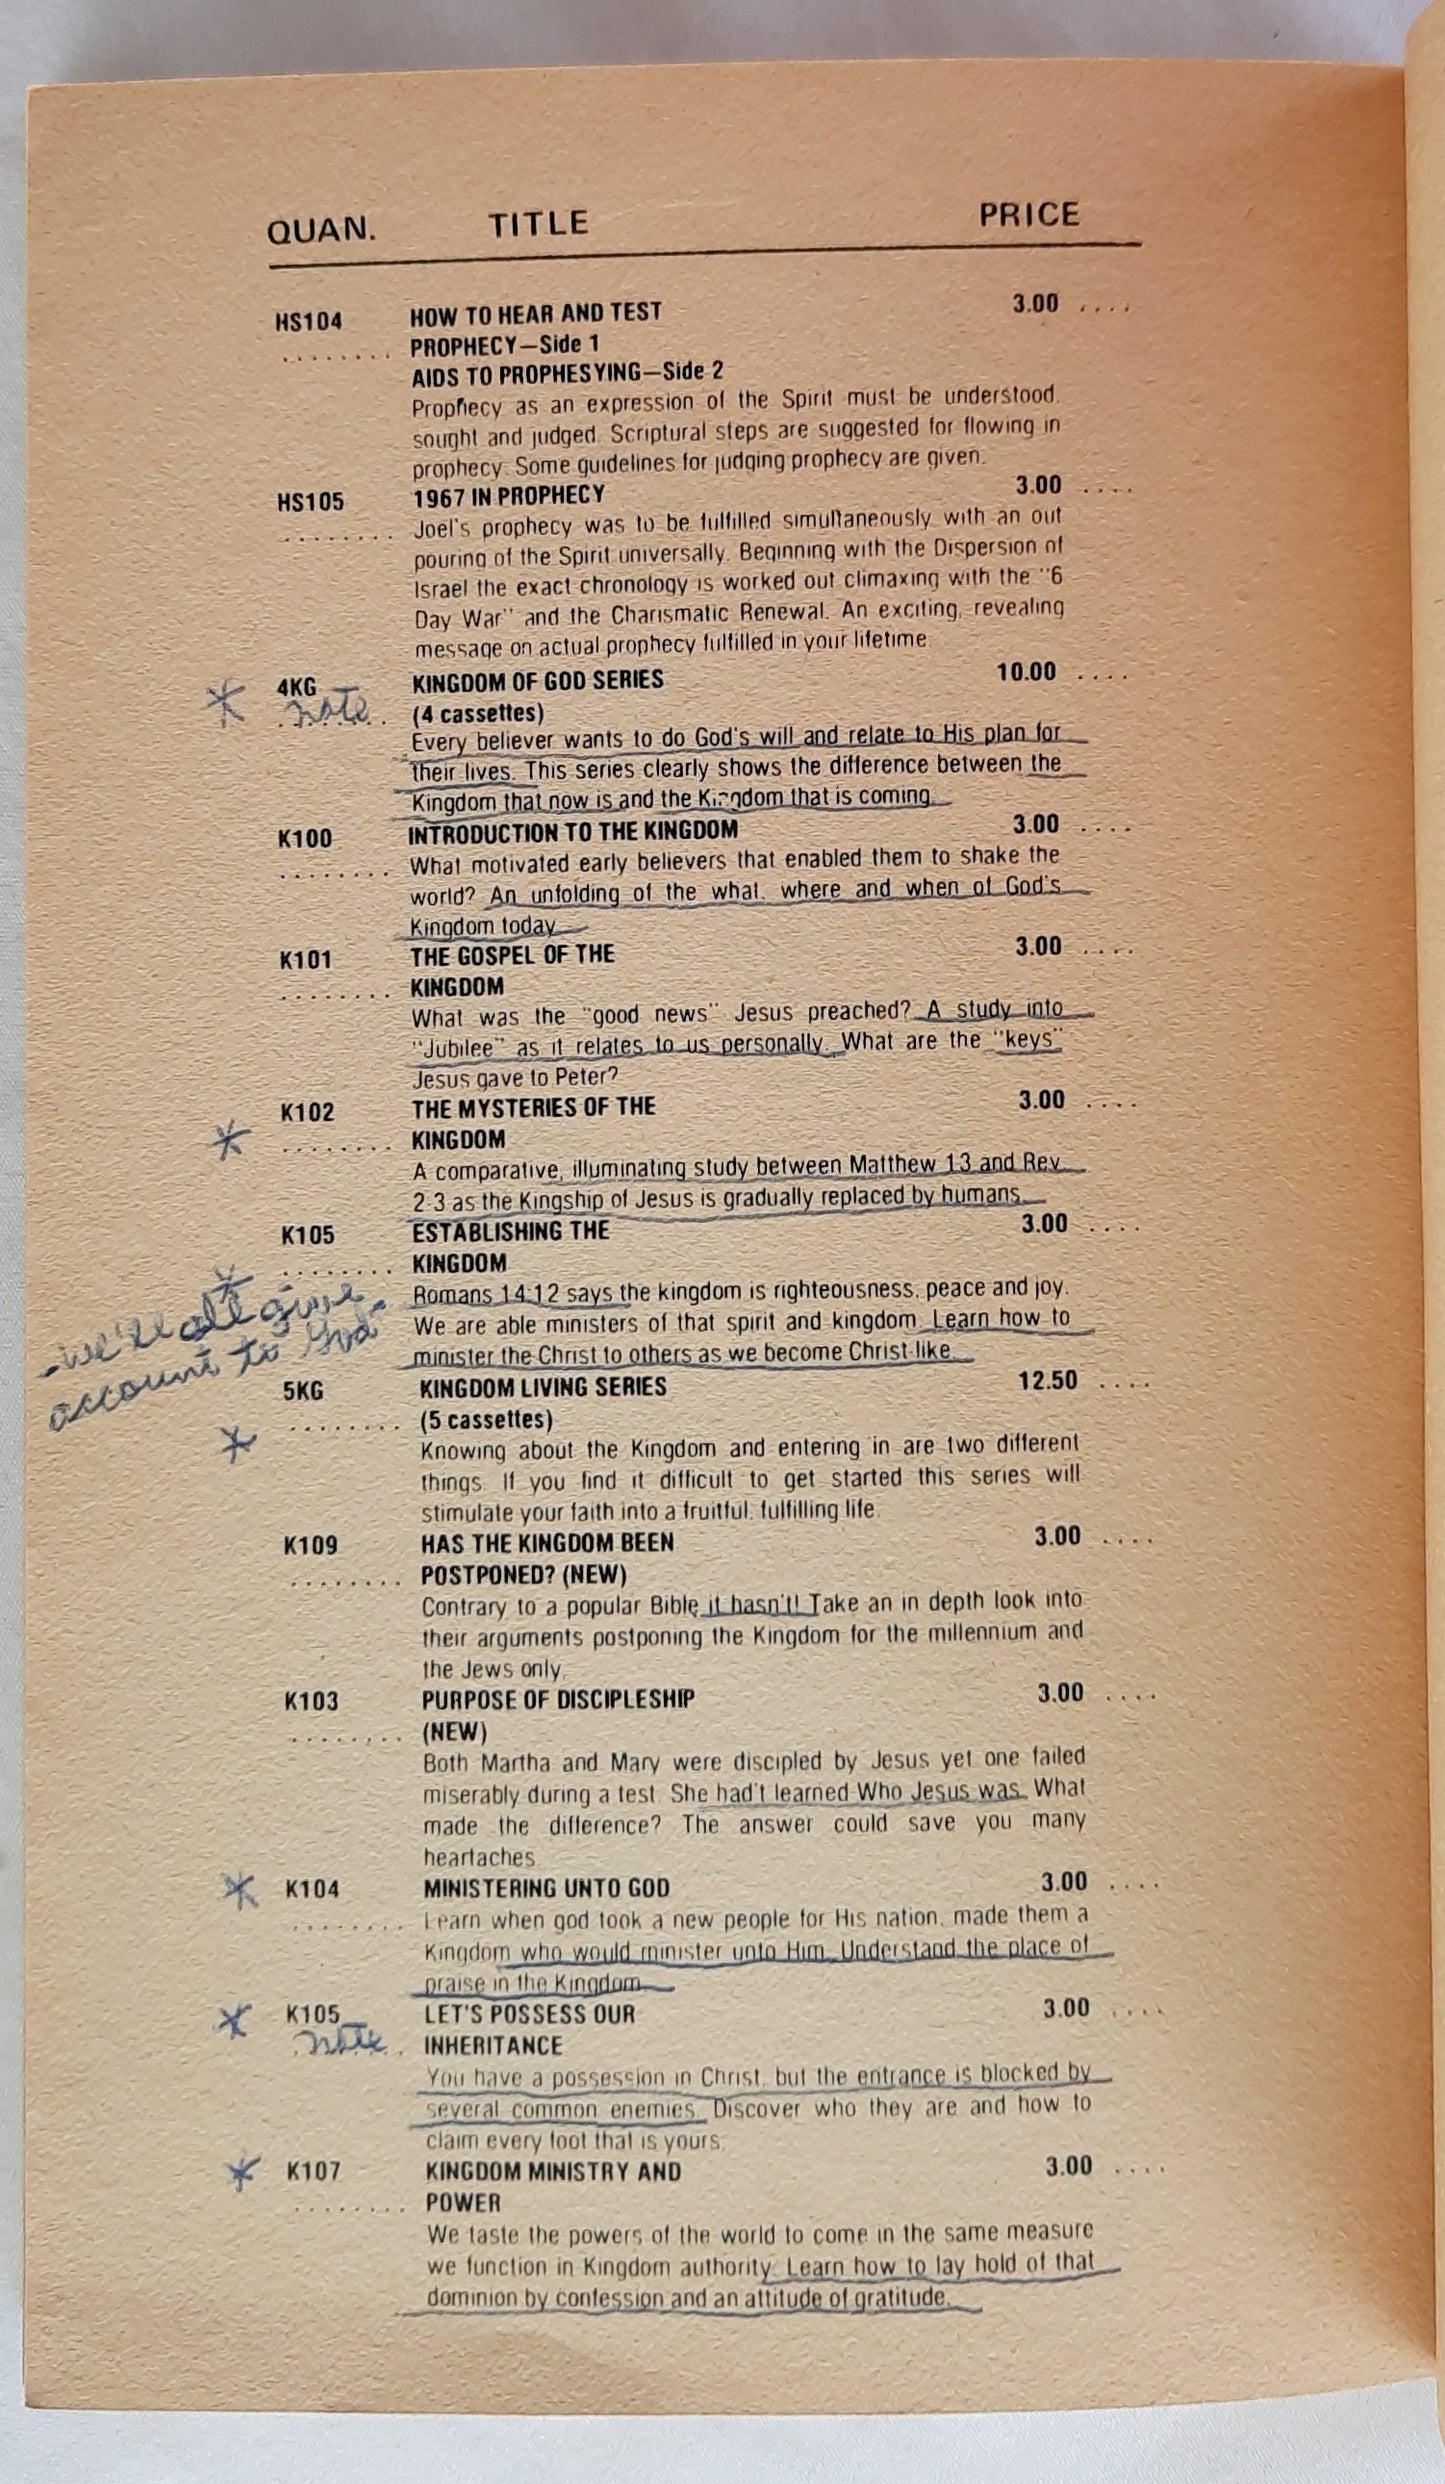 QUAN. TITLE PRICE
HS104 HOW TO HEAR AND TEST 3.00 ....
........ PROPHECY—Side 1
AIDS TO PROPHESYING—Side 2
Prophecy as an expression of the Spirit must be understood,
sought and judged. Scriptural steps are suggested for flowing in
prophecy. Some guidelines for judging prophecy are given.
HS105 1967 IN PROPHECY 3.00 ....
........ Joel's prophecy was to be fulfilled simultaneously with an out
pouring of the Spirit universally. Beginning with the Dispersion of
Israel the exact chronology is worked out climaxing with the "6
Day War" and the Charismatic Renewal. An exciting, revealing
message on actual prophecy fulfilled in your lifetime.
* 4KG KINGDOM OF GOD SERIES 10.00 ....
note (4 cassettes)
Every believer wants to do God's will and relate to His plan for
their lives. This series clearly shows the difference between the
Kingdom that now is and the Kingdom that is coming.
K100 INTRODUCTION TO THE KINGDOM 3.00 ....
........ What motivated early believers that enabled them to shake the
world? An unfolding of the what, where and when of God's
Kingdom today.
K101 THE GOSPEL OF THE 3.00 ....
........ KINGDOM
What was the "good news" Jesus preached? A study into
"Jubilee" as it relates to us personally. What are the "keys"
Jesus gave to Peter?
K102 THE MYSTERIES OF THE 3.00 ....
* ........ KINGDOM
A comparative, illuminating study between Matthew 13 and Rev.
2-3 as the Kingship of Jesus is gradually replaced by humans.
K105 ESTABLISHING THE 3.00 ....
........ KINGDOM
* Romans 14:12 says the kingdom is righteousness, peace and joy.
-we'll all give We are able ministers of that spirit and kingdom. Learn how to
account to God- minister the Christ to others as we become Christ-like.
5KG KINGDOM LIVING SERIES 12.50 ....
* ........ (5 cassettes)
Knowing about the Kingdom and entering in are two different
things. If you find it difficult to get started this series will
stimulate your faith into a fruitful, fulfilling life.
K109 HAS THE KINGDOM BEEN 3.00 ....
........ POSTPONED? (NEW)
Contrary to a popular Bible it hasn't! Take an in depth look into
their arguments postponing the Kingdom for the millennium and
the Jews only.
K103 PURPOSE OF DISCIPLESHIP 3.00 ....
........ (NEW)
Both Martha and Mary were discipled by Jesus yet one failed
miserably during a test. She had't learned Who Jesus was. What
made the difference? The answer could save you many
heartaches.
* K104 MINISTERING UNTO GOD 3.00 ....
........ Learn when god took a new people for His nation, made them a
Kingdom who would minister unto Him. Understand the place of
praise in the Kingdom.
* K105 LET'S POSSESS OUR 3.00 ....
note INHERITANCE
You have a possession in Christ, but the entrance is blocked by
several common enemies. Discover who they are and how to
claim every foot that is yours.
* K107 KINGDOM MINISTRY AND 3.00 ....
........ POWER
We taste the powers of the world to come in the same measure
we function in Kingdom authority. Learn how to lay hold of that
dominion by confession and an attitude of gratitude.